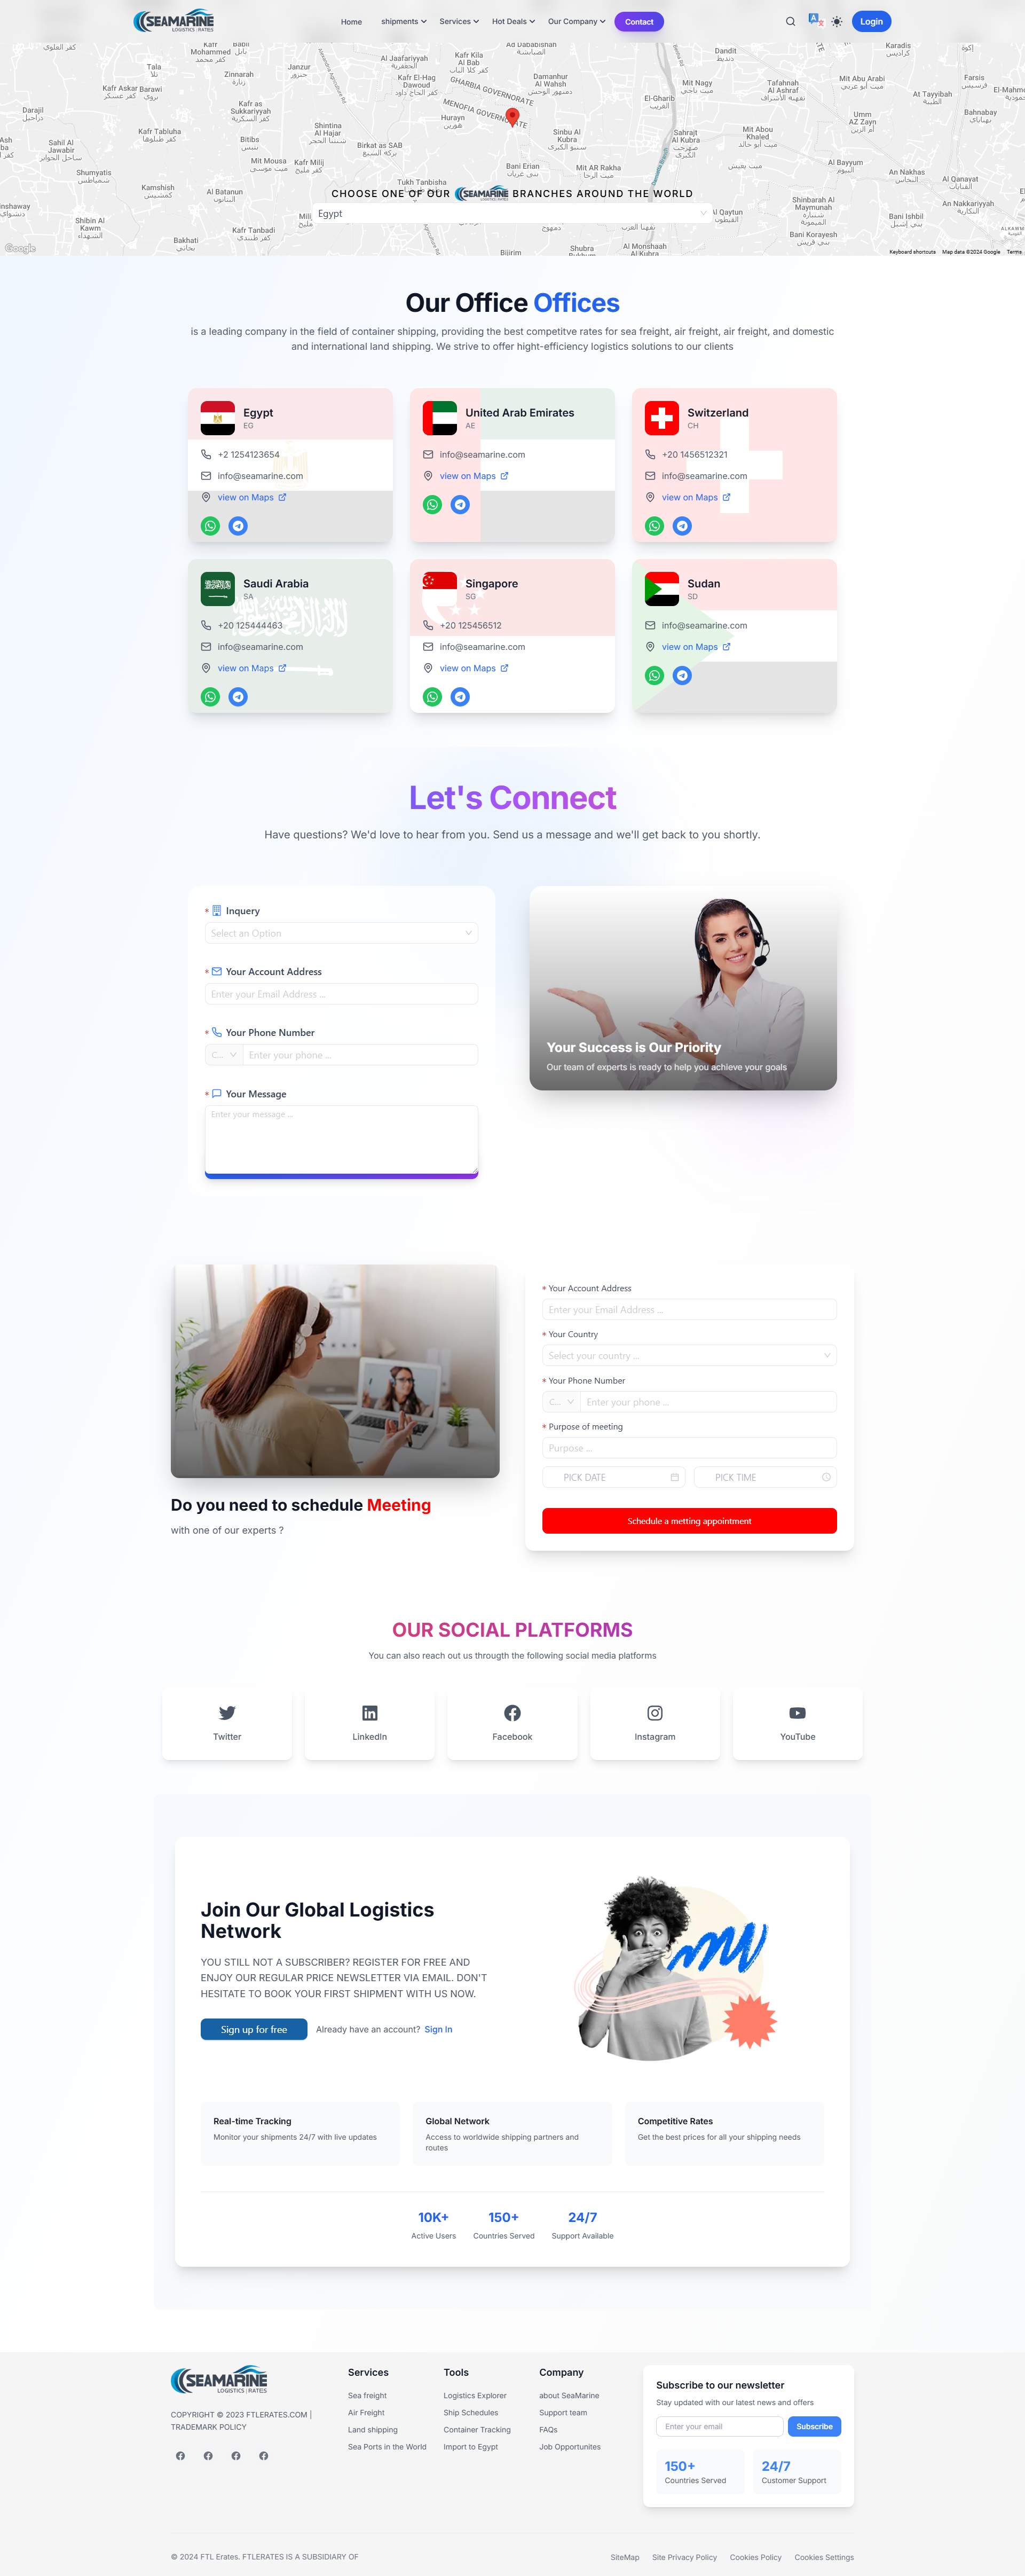 SEAMARINE
LOGISTICS | RATES
Home
shipments
Services
Hot Deals
Our Company
Contact
Login
CHOOSE ONE OF OUR SEAMARINE BRANCHES AROUND THE WORLD
Egypt
Google
Keyboard shortcuts
Map data ©2024 Google
Terms
Our Office Offices
is a leading company in the field of container shipping, providing the best competitve rates for sea freight, air freight, air freight, and domestic
and international land shipping. We strive to offer hight-efficiency logistics solutions to our clients
Egypt
EG
+2 1254123654
info@seamarine.com
view on Maps
United Arab Emirates
AE
info@seamarine.com
view on Maps
Switzerland
CH
+20 1456512321
info@seamarine.com
view on Maps
Saudi Arabia
SA
+20 125444463
info@seamarine.com
view on Maps
Singapore
SG
+20 125456512
info@seamarine.com
view on Maps
Sudan
SD
info@seamarine.com
view on Maps
Let's Connect
Have questions? We'd love to hear from you. Send us a message and we'll get back to you shortly.
* Inquery
Select an Option
* Your Account Address
Enter your Email Address ...
* Your Phone Number
C...
Enter your phone ...
* Your Message
Enter your message ...
Your Success is Our Priority
Our team of experts is ready to help you achieve your goals
Do you need to schedule Meeting
with one of our experts ?
* Your Account Address
Enter your Email Address ...
* Your Country
Select your country ...
* Your Phone Number
C...
Enter your phone ...
* Purpose of meeting
Purpose ...
PICK DATE
PICK TIME
Schedule a metting appointment
OUR SOCIAL PLATFORMS
You can also reach out us througth the following social media platforms
Twitter
LinkedIn
Facebook
Instagram
YouTube
Join Our Global Logistics
Network
YOU STILL NOT A SUBSCRIBER? REGISTER FOR FREE AND
ENJOY OUR REGULAR PRICE NEWSLETTER VIA EMAIL. DON'T
HESITATE TO BOOK YOUR FIRST SHIPMENT WITH US NOW.
Sign up for free
Already have an account? Sign In
Real-time Tracking
Monitor your shipments 24/7 with live updates
Global Network
Access to worldwide shipping partners and
routes
Competitive Rates
Get the best prices for all your shipping needs
10K+
Active Users
150+
Countries Served
24/7
Support Available
SEAMARINE
LOGISTICS | RATES
COPYRIGHT © 2023 FTLERATES.COM |
TRADEMARK POLICY
Services
Sea freight
Air Freight
Land shipping
Sea Ports in the World
Tools
Logistics Explorer
Ship Schedules
Container Tracking
Import to Egypt
Company
about SeaMarine
Support team
FAQs
Job Opportunites
Subscribe to our newsletter
Stay updated with our latest news and offers
Enter your email
Subscribe
150+
Countries Served
24/7
Customer Support
© 2024 FTL Erates. FTLERATES IS A SUBSIDIARY OF
SiteMap
Site Privacy Policy
Cookies Policy
Cookies Settings